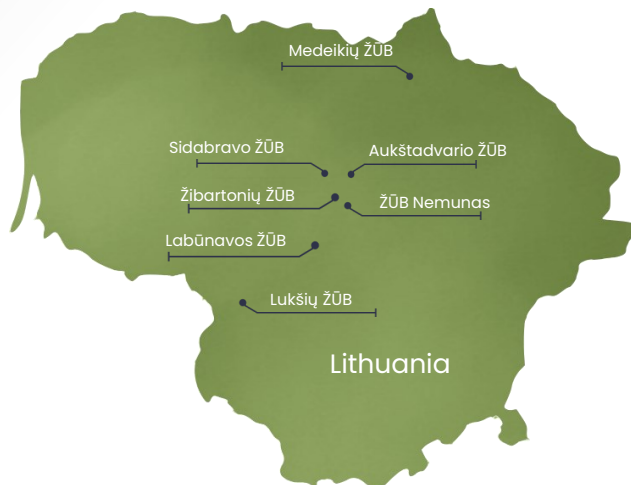 Medeikių ŽŪB
Sidabravo ŽŪB
Aukštadvario ŽŪB
Žibartonių ŽŪB
ŽŪB Nemunas
Labūnavos ŽŪB
Lukšių ŽŪB
Lithuania